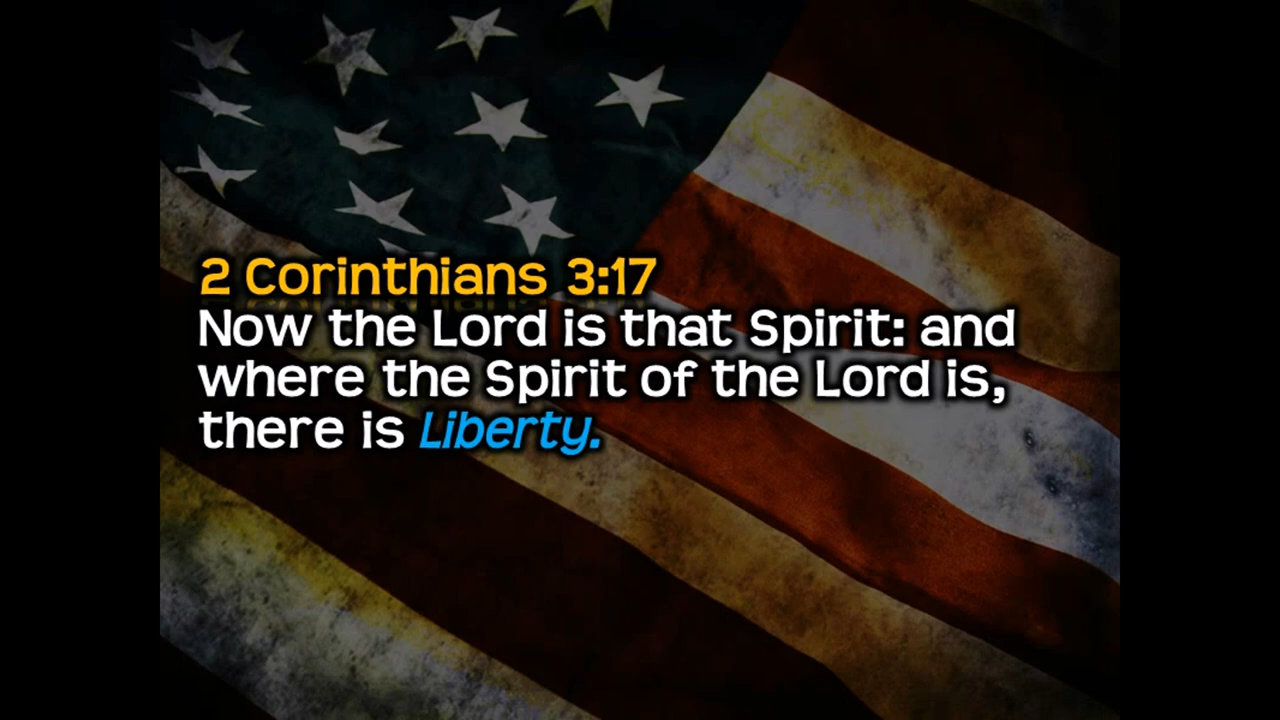 2 Corinthians 3:17
Now the Lord is that Spirit: and
where the Spirit of the Lord is,
there is Liberty.